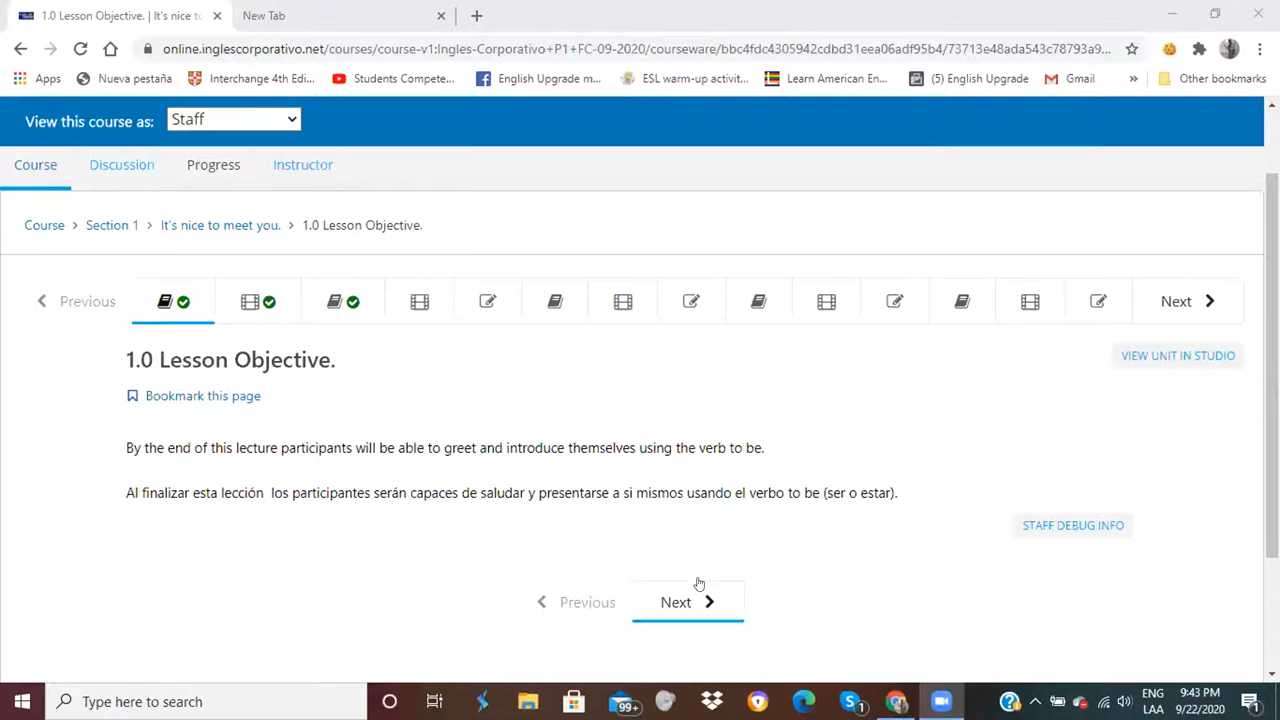 1.0 Lesson Objective. | It's nice to
New Tab
online.inglescorporativo.net/courses/course-v1:Ingles-Corporativo+P1+FC-09-2020/courseware/bbc4fdc4305942cdbd31eea06adf95b4/73713e48ada543c78793a9...
Apps
Nueva pestaña
Interchange 4th Edi...
Students Compete...
English Upgrade m...
ESL warm-up activit...
Learn American En...
(5) English Upgrade
Gmail
»
Other bookmarks
View this course as: Staff
Course Discussion Progress Instructor
Course > Section 1 > It's nice to meet you. > 1.0 Lesson Objective.
Previous
Next
1.0 Lesson Objective.
VIEW UNIT IN STUDIO
Bookmark this page
By the end of this lecture participants will be able to greet and introduce themselves using the verb to be.
Al finalizar esta lección los participantes serán capaces de saludar y presentarse a si mismos usando el verbo to be (ser o estar).
STAFF DEBUG INFO
Previous Next
Type here to search
99+
1
ENG 9:43 PM
LAA 9/22/2020
1